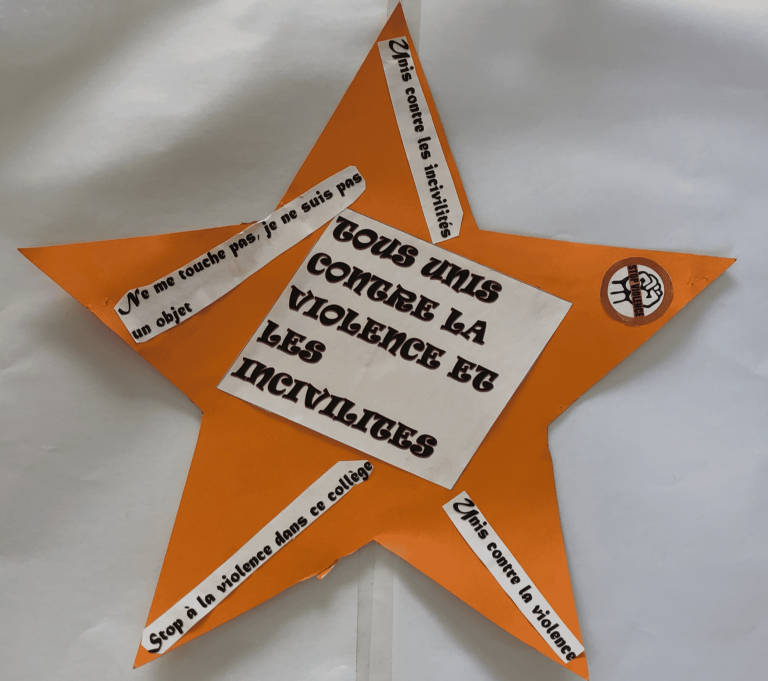 Unis contre les incivilités
Ne me touche pas, je ne suis pas
un objet
TOUS UNIS
CONTRE LA
VIOLENCE ET
LES
INCIVILITES
Stop à la violence dans ce collège
Unis contre la violence